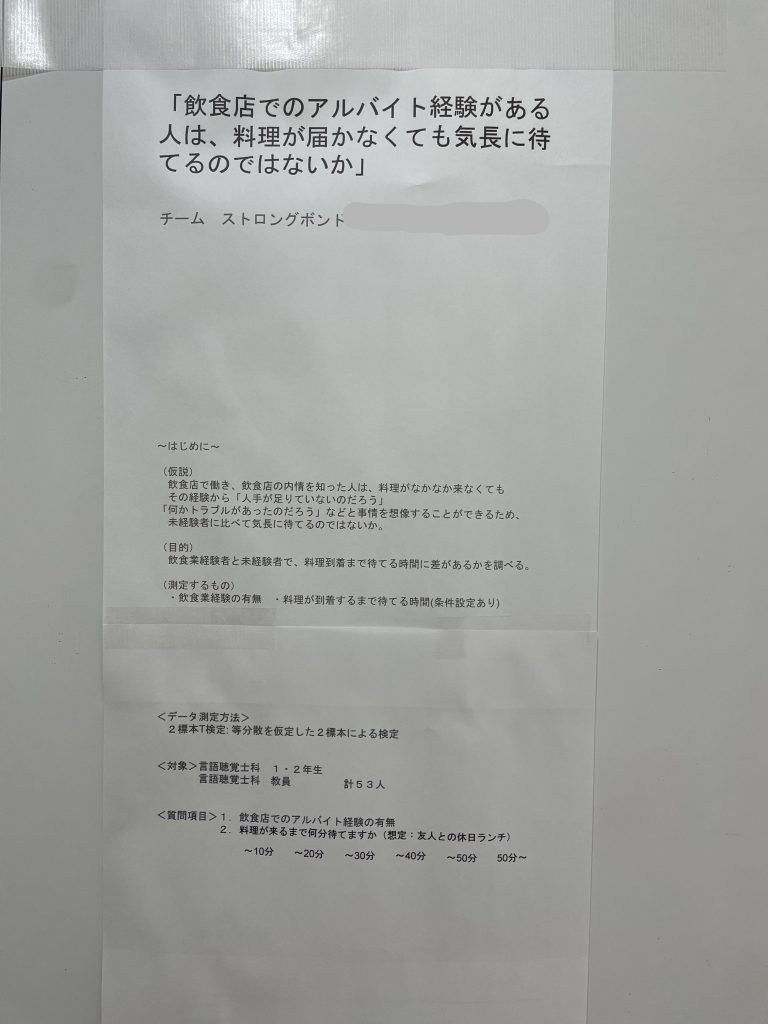 「飲食店でのアルバイト経験がある
人は、料理が届かなくても気長に待
てるのではないか」
チーム　ストロングボンド
～はじめに～
（仮説）
飲食店で働き、飲食店の内情を知った人は、料理がなかなか来なくても
その経験から「人手が足りていないのだろう」
「何かトラブルがあったのだろう」などと事情を想像することができるため、
未経験者に比べて気長に待てるのではないか。
（目的）
飲食業経験者と未経験者で、料理到着まで待てる時間に差があるかを調べる。
（測定するもの）
・飲食業経験の有無　・料理が到着するまで待てる時間(条件設定あり)
＜データ測定方法＞
２標本T検定: 等分散を仮定した２標本による検定
＜対象＞言語聴覚士科　１・２年生
言語聴覚士科　教員　　　　計５３人
＜質問項目＞１．飲食店でのアルバイト経験の有無
２．料理が来るまで何分待てますか（想定：友人との休日ランチ）
～10分　～20分　～30分　～40分　～50分　50分～